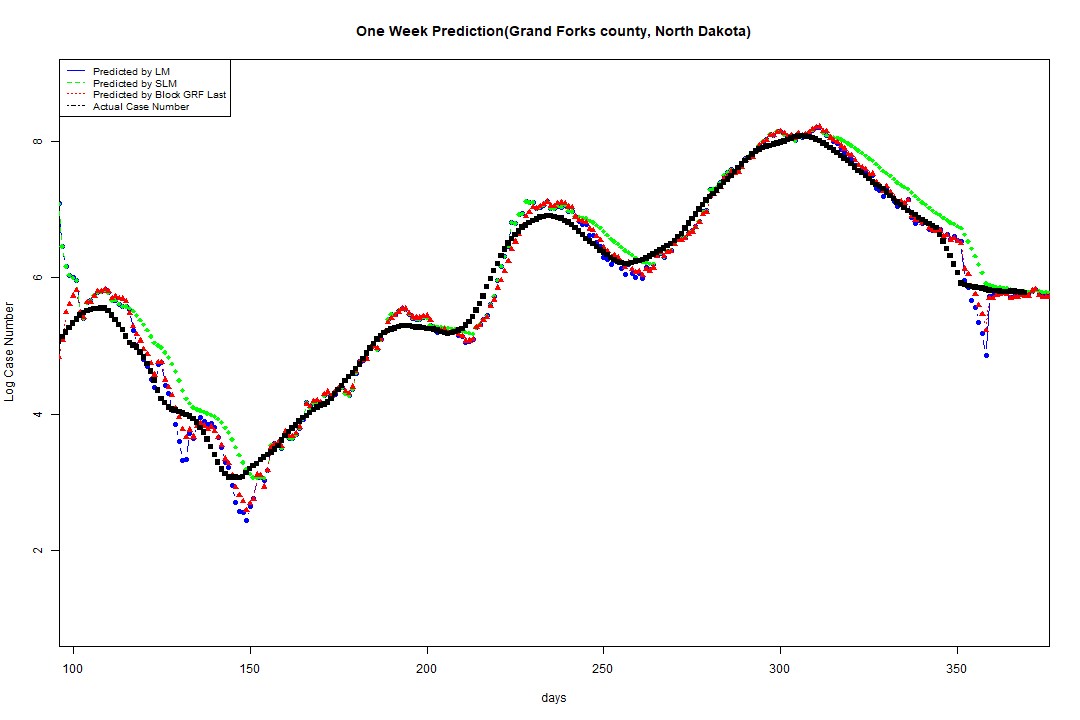 One Week Prediction(Grand Forks county, North Dakota)
Predicted by LM
Predicted by SLM
Predicted by Block GRF Last
Actual Case Number
8
6
4
2
Log Case Number
100 150 200 250 300 350
days